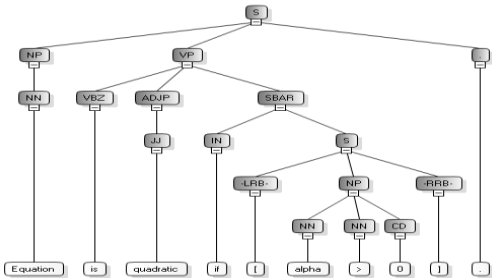 S
NP VP .
NN VBZ ADJP SBAR
JJ IN S
-LRB- NP -RRB-
NN NN CD
Equation is quadratic if [ alpha > 0 ] .